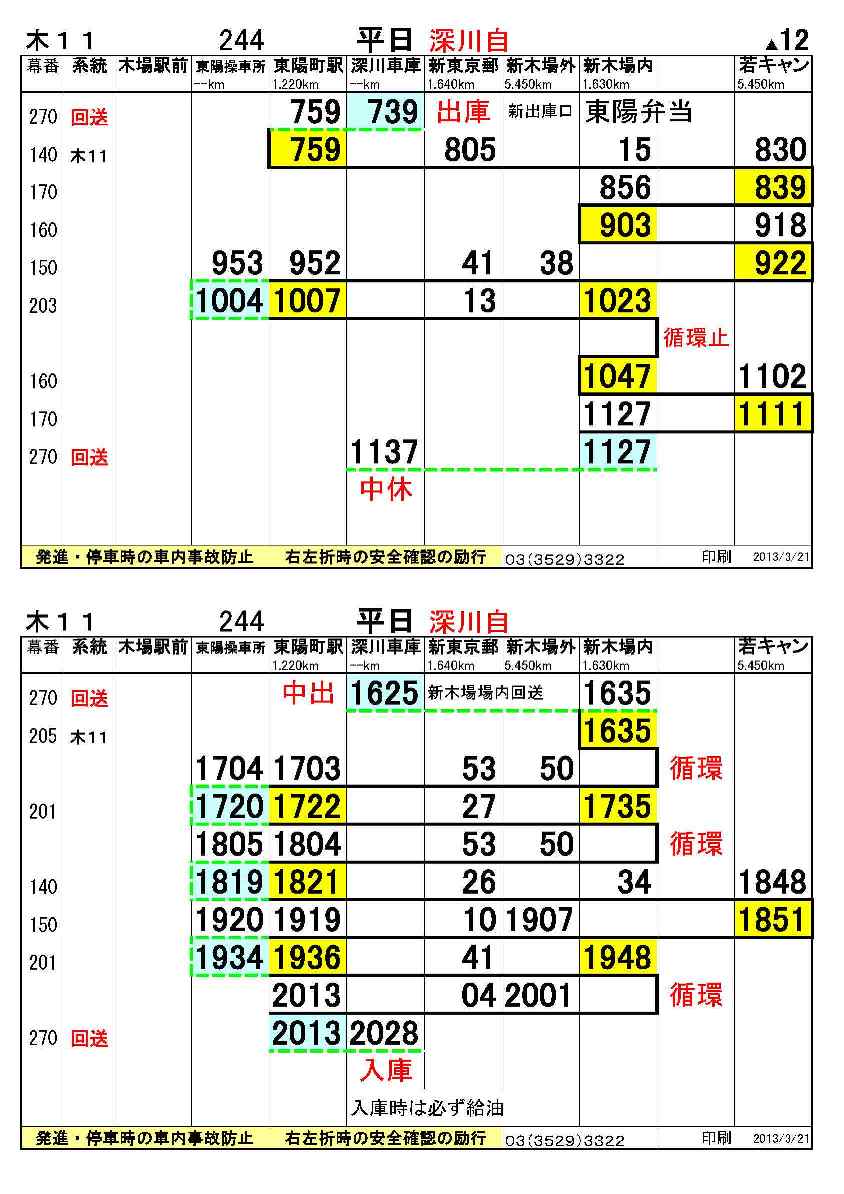 木１１ 244 平日 深川自 ▲12
幕番 系統 木場駅前 東陽操車所 東陽町駅 深川車庫 新東京郵 新木場外 新木場内 若キャン
--km 1.220km --km 1.640km 5.450km 1.630km 5.450km
270 回送 759 739 出庫 新出庫口 東陽弁当
140 木11 759 805 15 830
170 856 839
160 903 918
150 953 952 41 38 922
203 1004 1007 13 1023
循環止
160 1047 1102
170 1127 1111
270 回送 1137 1127
中休
発進・停車時の車内事故防止 右左折時の安全確認の励行 03(3529)3322 印刷 2013/3/21
木１１ 244 平日 深川自
幕番 系統 木場駅前 東陽操車所 東陽町駅 深川車庫 新東京郵 新木場外 新木場内 若キャン
1.220km --km 1.640km 5.450km 1.630km 5.450km
270 回送 中出 1625 新木場場内回送 1635
205 木11 1635
1704 1703 53 50 循環
201 1720 1722 27 1735
1805 1804 53 50 循環
140 1819 1821 26 34 1848
150 1920 1919 10 1907 1851
201 1934 1936 41 1948
2013 04 2001 循環
270 回送 2013 2028
入庫
入庫時は必ず給油
発進・停車時の車内事故防止 右左折時の安全確認の励行 03(3529)3322 印刷 2013/3/21